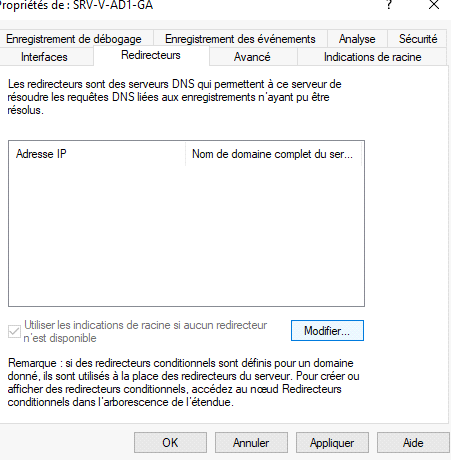 Propriétés de : SRV-V-AD1-GA
?
Enregistrement de débogage
Enregistrement des événements
Analyse
Sécurité
Interfaces
Redirecteurs
Avancé
Indications de racine
Les redirecteurs sont des serveurs DNS qui permettent à ce serveur de
résoudre les requêtes DNS liées aux enregistrements n'ayant pu être
résolus.
Adresse IP
Nom de domaine complet du ser...
Utiliser les indications de racine si aucun redirecteur
n'est disponible
Modifier...
Remarque : si des redirecteurs conditionnels sont définis pour un domaine
donné, ils sont utilisés à la place des redirecteurs du serveur. Pour créer ou
afficher des redirecteurs conditionnels, accédez au nœud Redirecteurs
conditionnels dans l'arborescence de l'étendue.
OK
Annuler
Appliquer
Aide